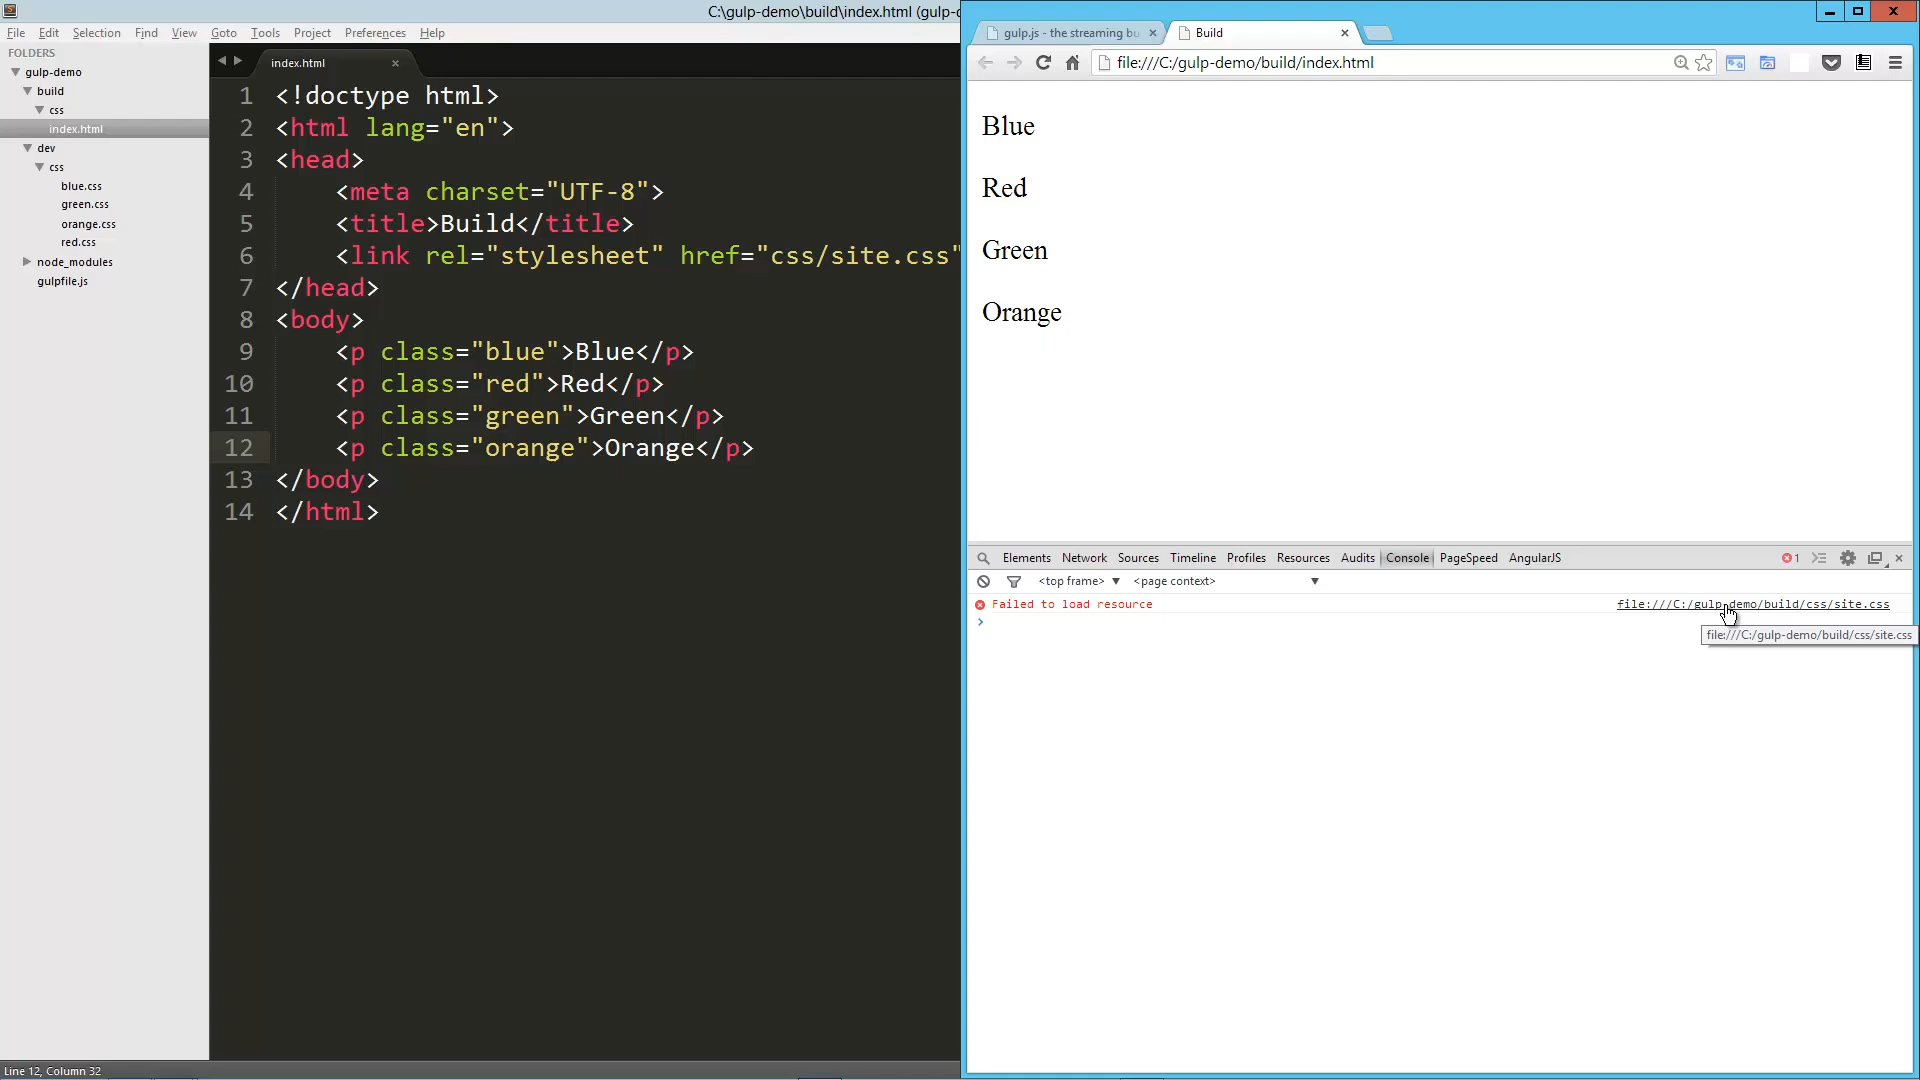 C:\gulp-demo\build\index.html (gulp-d
File Edit Selection Find View Goto Tools Project Preferences Help
FOLDERS
gulp-demo
build
css
index.html
dev
css
blue.css
green.css
orange.css
red.css
node_modules
gulpfile.js
index.html
1 <!doctype html>
2 <html lang="en">
3 <head>
4 <meta charset="UTF-8">
5 <title>Build</title>
6 <link rel="stylesheet" href="css/site.css"
7 </head>
8 <body>
9 <p class="blue">Blue</p>
10 <p class="red">Red</p>
11 <p class="green">Green</p>
12 <p class="orange">Orange</p>
13 </body>
14 </html>
Line 12, Column 32
gulp.js - the streaming bu
Build
file:///C:/gulp-demo/build/index.html
Blue
Red
Green
Orange
Elements Network Sources Timeline Profiles Resources Audits Console PageSpeed AngularJS
1
<top frame> <page context>
Failed to load resource file:///C:/gulp-demo/build/css/site.css
file:///C:/gulp-demo/build/css/site.css